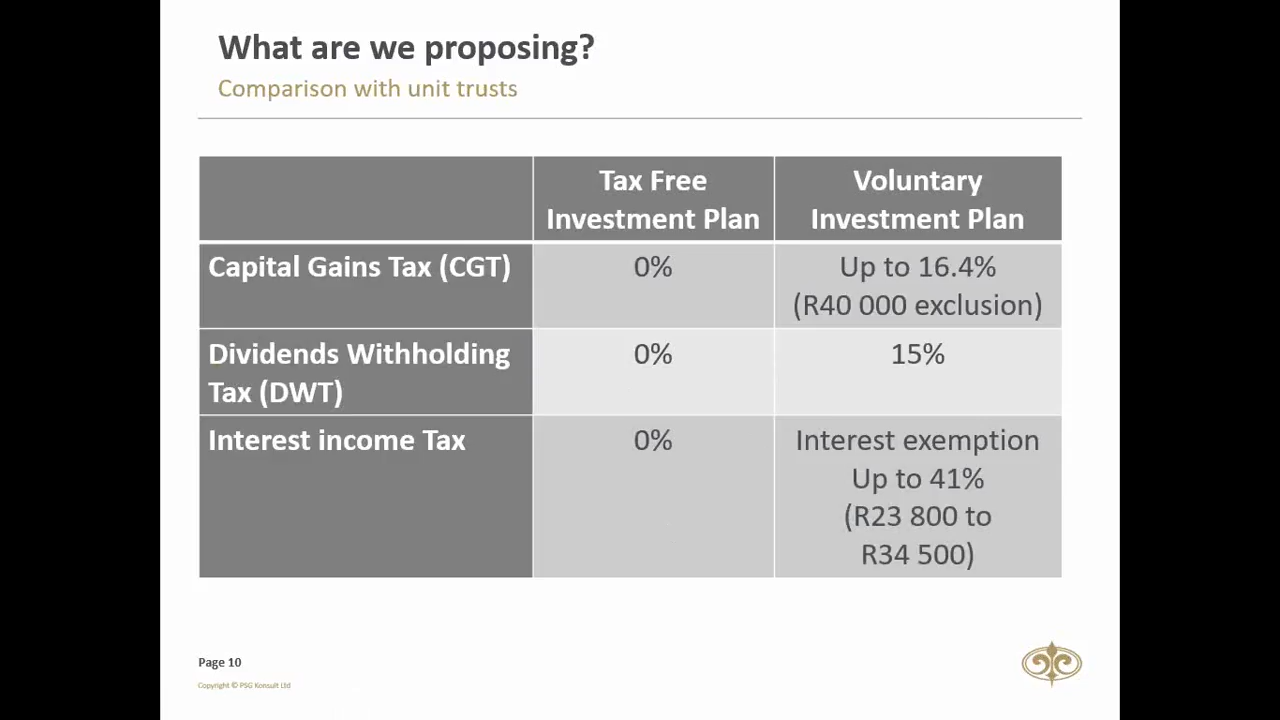 What are we proposing?
Comparison with unit trusts
Tax Free
Investment Plan
Voluntary
Investment Plan
Capital Gains Tax (CGT)
0%
Up to 16.4%
(R40 000 exclusion)
Dividends Withholding
Tax (DWT)
0%
15%
Interest income Tax
0%
Interest exemption
Up to 41%
(R23 800 to
R34 500)
Page 10
Copyright © PSG Konsult Ltd